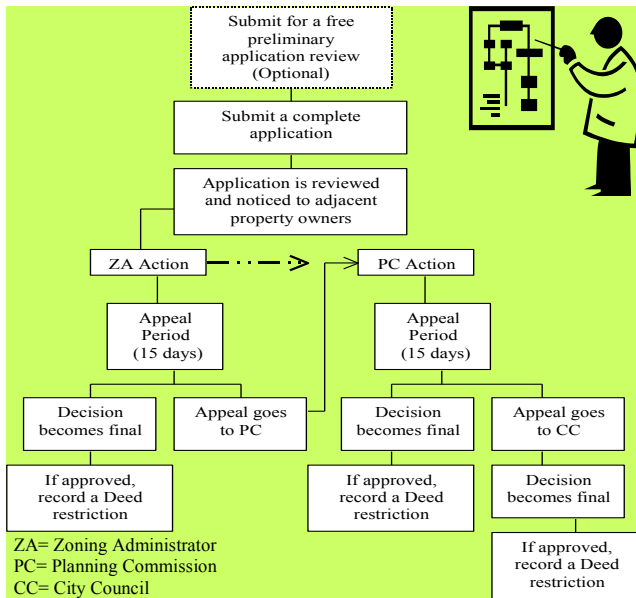 Submit for a free
preliminary
application review
(Optional)
Submit a complete
application
Application is reviewed
and noticed to adjacent
property owners
ZA Action
PC Action
Appeal
Period
(15 days)
Appeal
Period
(15 days)
Decision
becomes final
Appeal goes
to PC
Decision
becomes final
Appeal goes
to CC
If approved,
record a Deed
restriction
If approved,
record a Deed
restriction
Decision
becomes final
If approved,
record a Deed
restriction
ZA= Zoning Administrator
PC= Planning Commission
CC= City Council